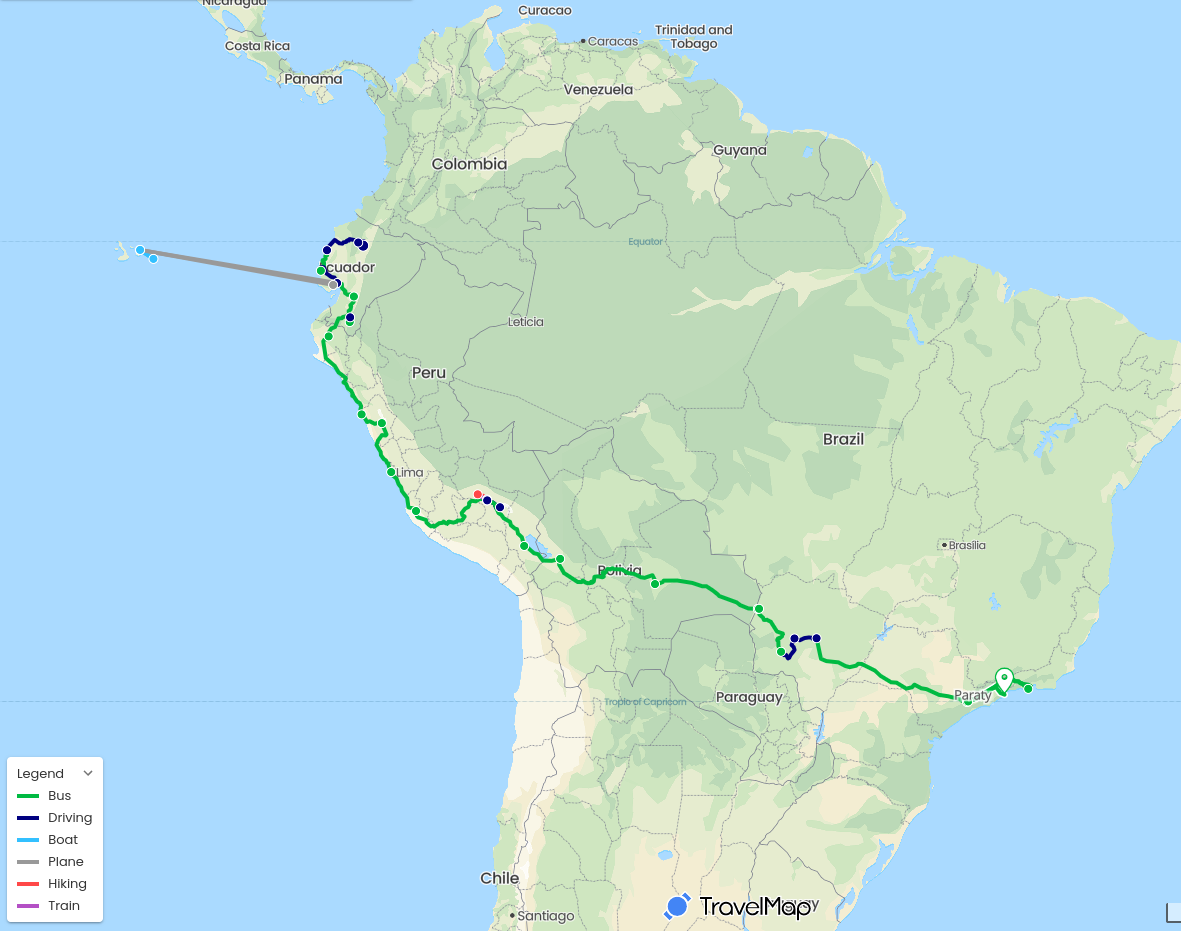 Nicaragua
Curacao
Costa Rica
Caracas
Trinidad and
Tobago
Panama
Venezuela
Guyana
Colombia
Equator
cuador
Leticia
Peru
Brazil
Lima
Brasilia
Bolivia
Paraty
Paraguay
Tropic of Capricorn
Legend
Bus
Driving
Boat
Plane
Hiking
Train
Chile
Santiago
TravelMap